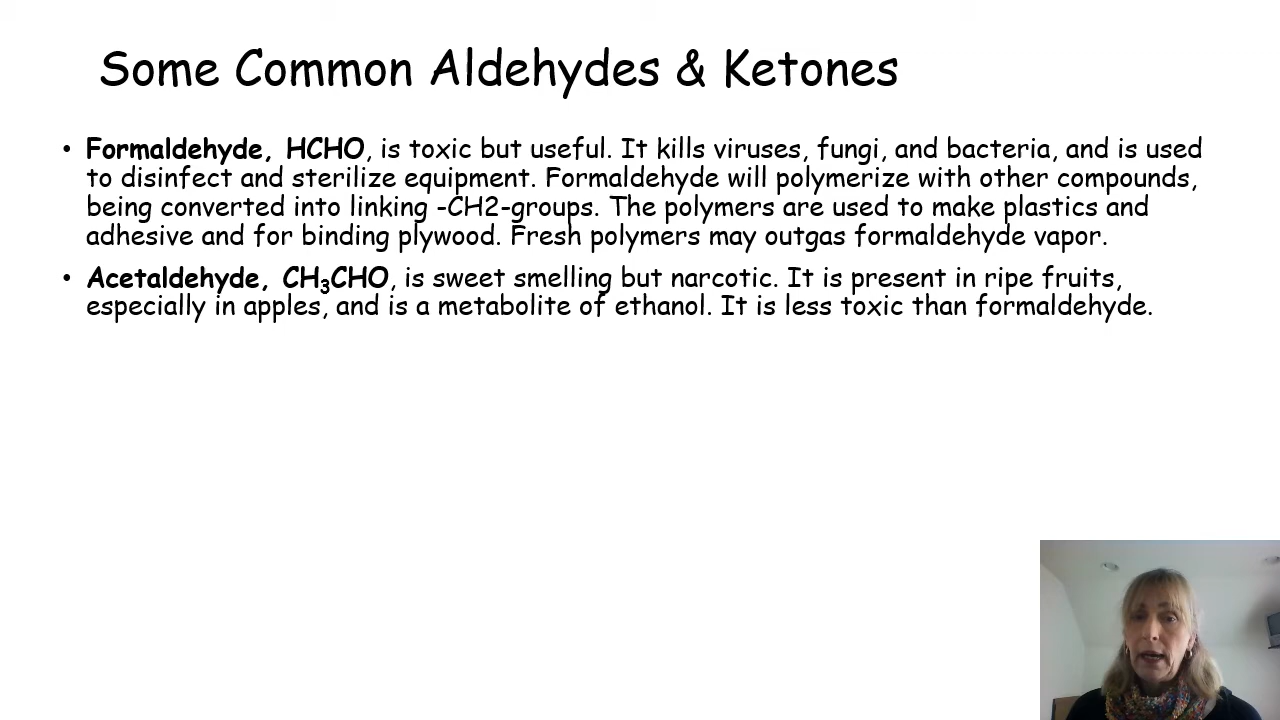 Some Common Aldehydes & Ketones
• Formaldehyde, HCHO, is toxic but useful. It kills viruses, fungi, and bacteria, and is used
to disinfect and sterilize equipment. Formaldehyde will polymerize with other compounds,
being converted into linking -CH2-groups. The polymers are used to make plastics and
adhesive and for binding plywood. Fresh polymers may outgas formaldehyde vapor.
• Acetaldehyde, CH₃CHO, is sweet smelling but narcotic. It is present in ripe fruits,
especially in apples, and is a metabolite of ethanol. It is less toxic than formaldehyde.